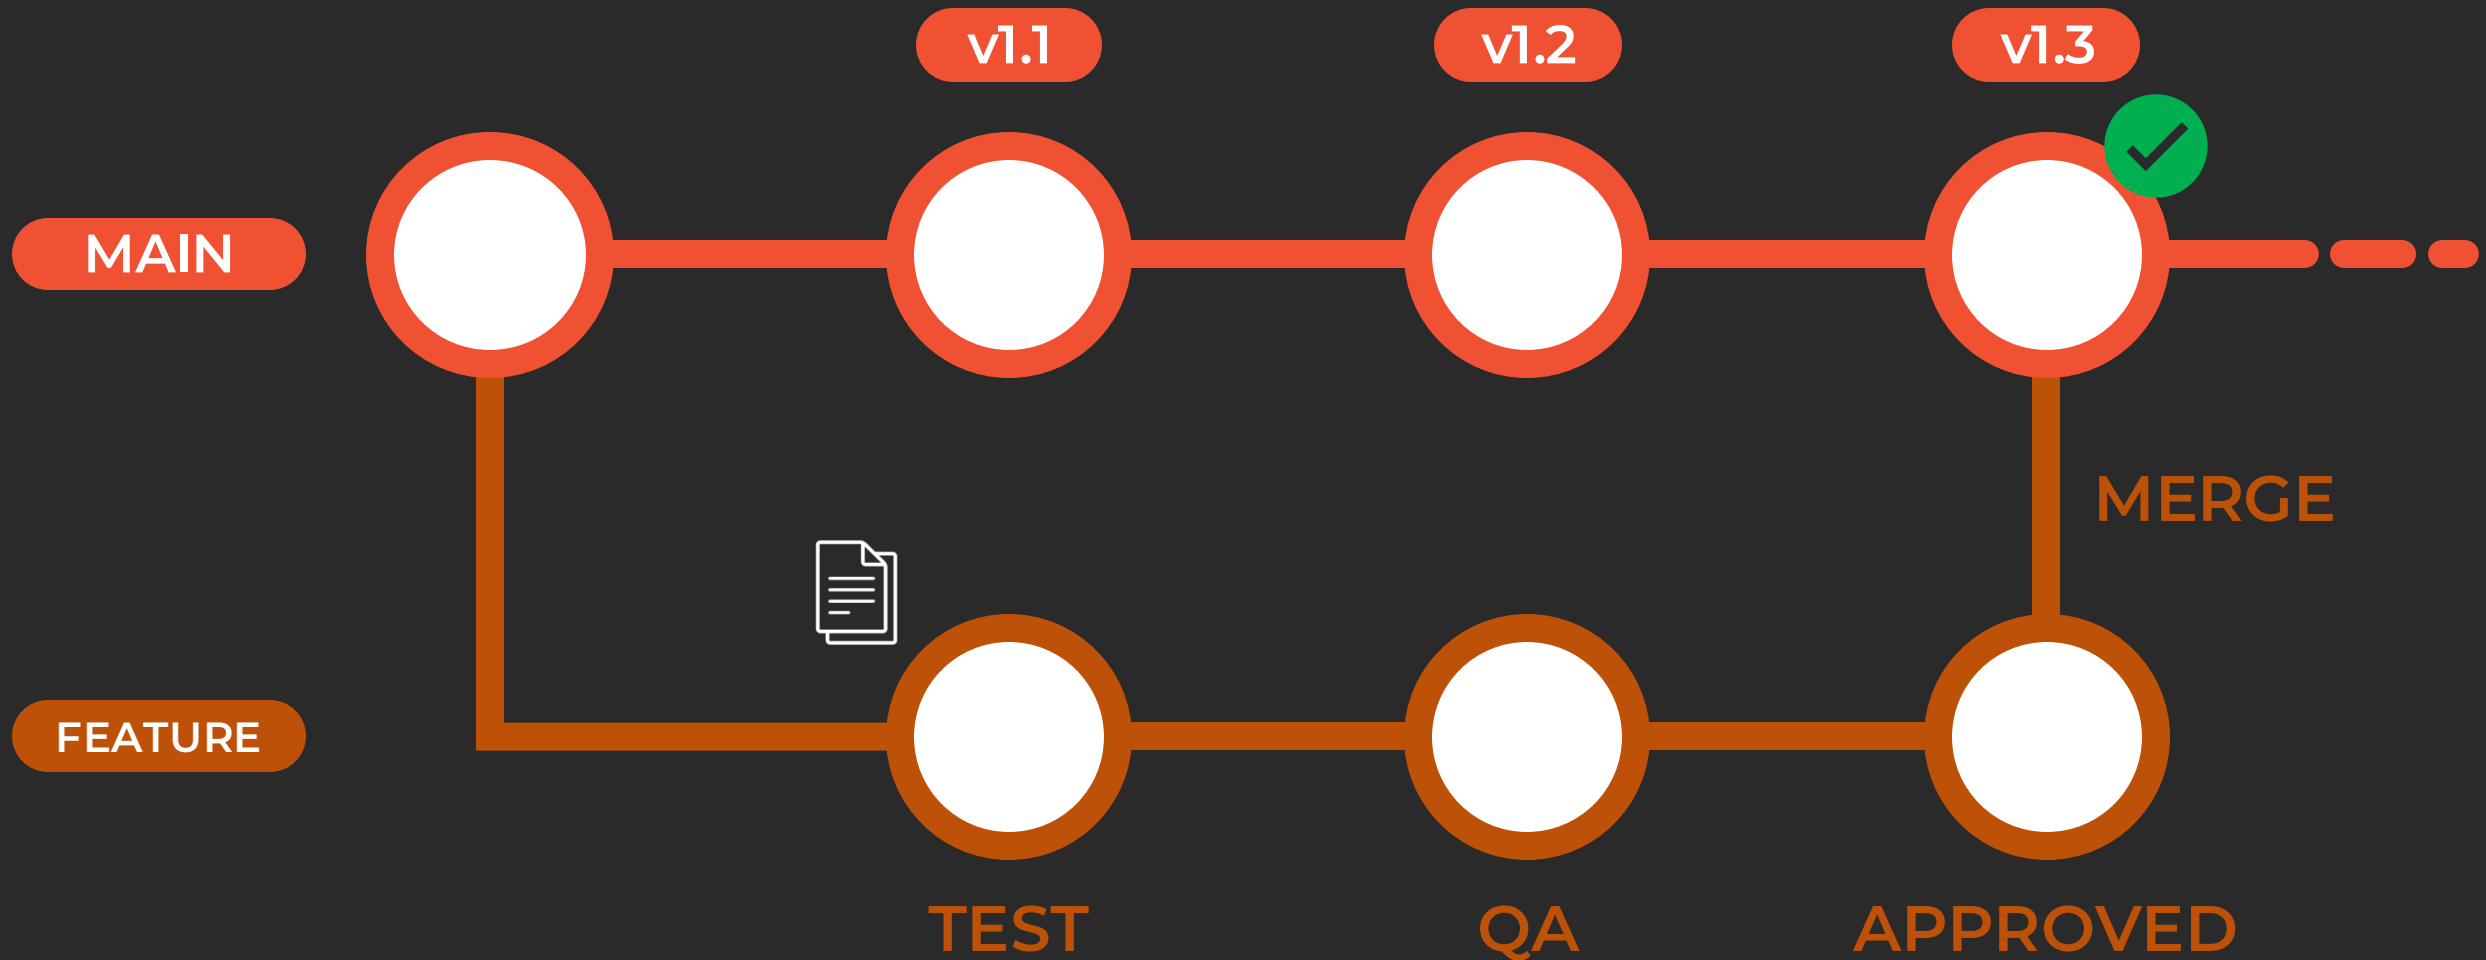 v1.1
v1.2
v1.3
MAIN
MERGE
FEATURE
TEST
QA
APPROVED